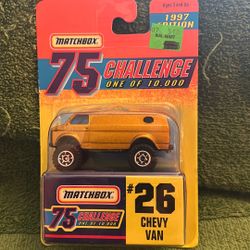 MATCHBOX
1997
EDITION
75 CHALLENGE
ONE OF 10,000
MATCHBOX
75 CHALLENGE
ONE OF 10,000
#26
CHEVY
VAN